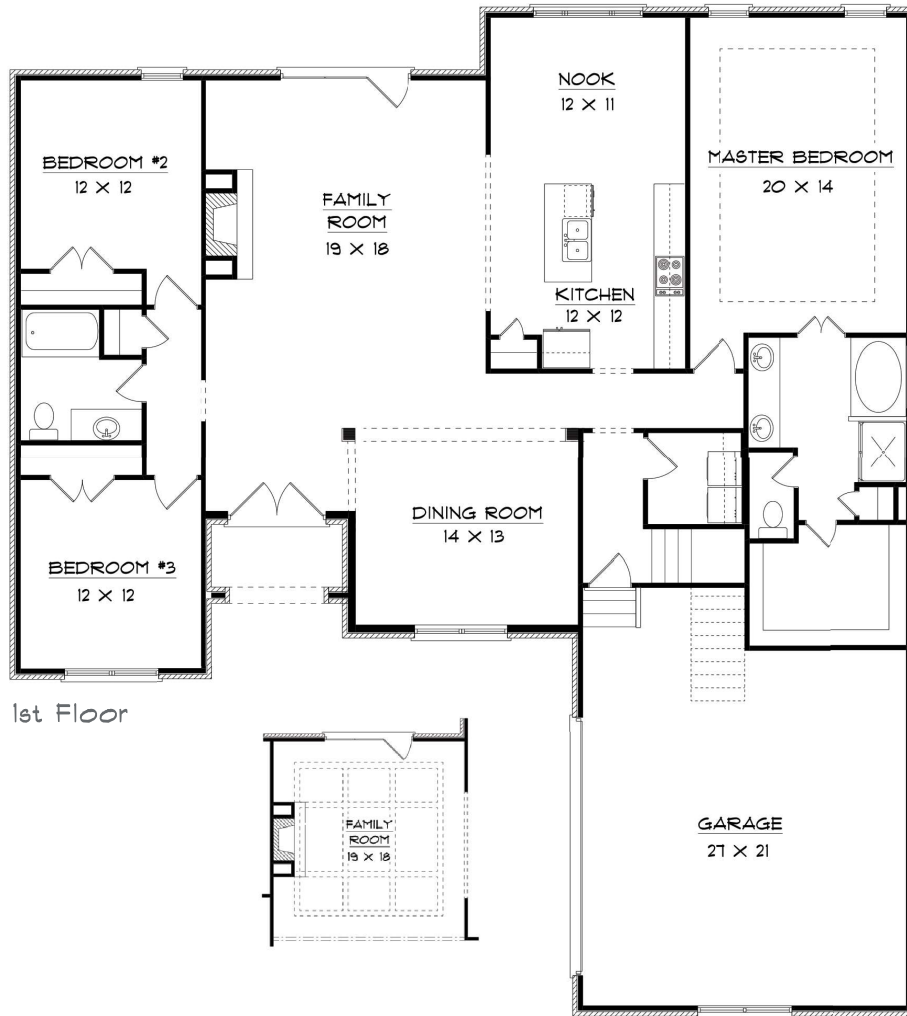 NOOK
12 X 11
BEDROOM #2
12 X 12
MASTER BEDROOM
20 X 14
FAMILY
ROOM
19 X 18
KITCHEN
12 X 12
DINING ROOM
14 X 13
BEDROOM #3
12 X 12
1st Floor
FAMILY
ROOM
19 X 18
GARAGE
27 X 21